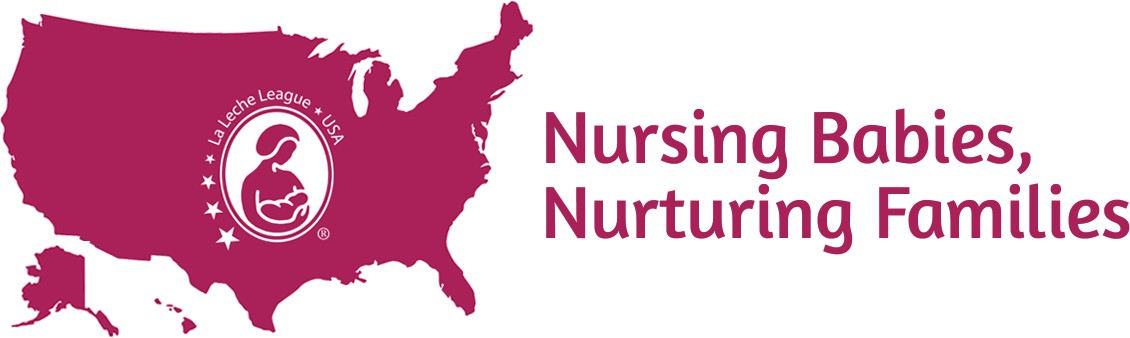 La Leche League ★ USA
®
Nursing Babies,
Nurturing Families